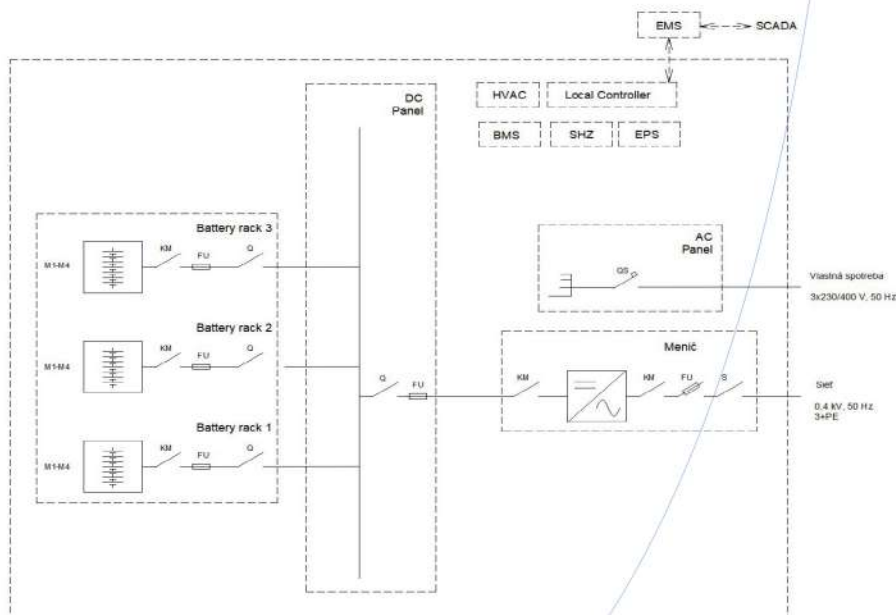 EMS
SCADA
DC
Panel
HVAC
Local Controller
BMS
SHZ
EPS
Battery rack 3
KM
FU
Q
M1-M4
AC
Panel
QS
Vlastná spotreba
3x230/400 V, 50 Hz
Battery rack 2
KM
FU
Q
M1-M4
Menič
Q
FU
KM
KM
FU
S
Sieť
0,4 kV, 50 Hz
3+PE
Battery rack 1
KM
FU
Q
M1-M4